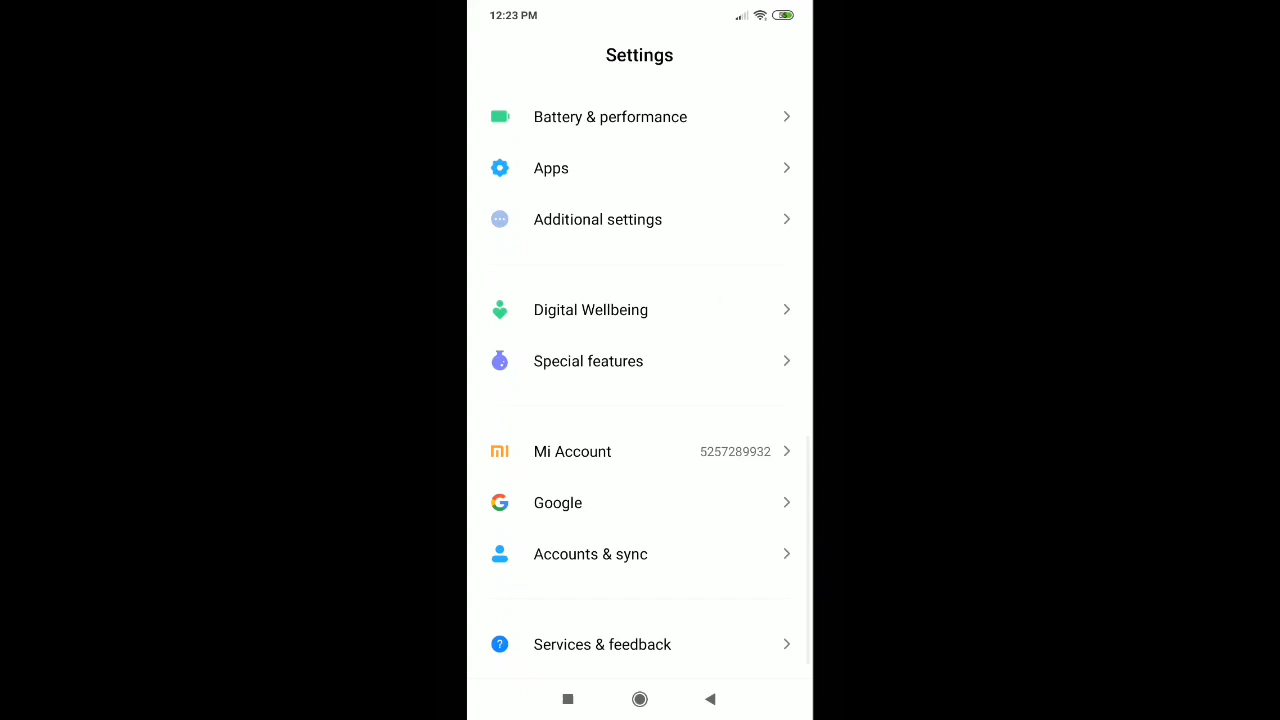 12:23 PM
Settings
Battery & performance
Apps
Additional settings
Digital Wellbeing
Special features
Mi Account 5257289932
Google
Accounts & sync
Services & feedback